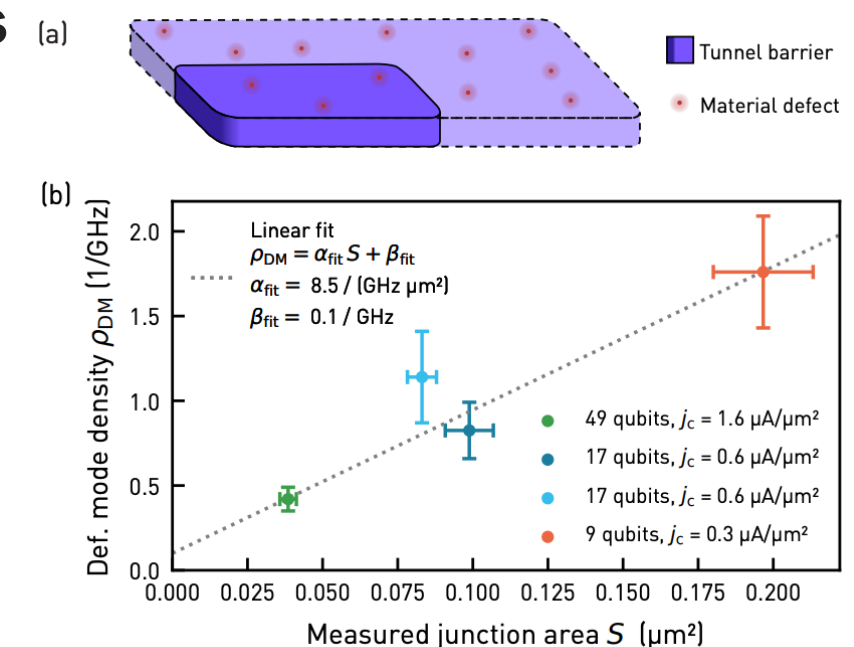 s
(a)
Tunnel barrier
Material defect
(b)
Def. mode density ρDM (1/GHz)
2.0
1.5
1.0
0.5
0.0
Linear fit
ρDM = αfit S + βfit
αfit = 8.5 / (GHz µm²)
βfit = 0.1 / GHz
49 qubits, jc = 1.6 µA/µm²
17 qubits, jc = 0.6 µA/µm²
17 qubits, jc = 0.6 µA/µm²
9 qubits, jc = 0.3 µA/µm²
0.000 0.025 0.050 0.075 0.100 0.125 0.150 0.175 0.200
Measured junction area S (µm²)